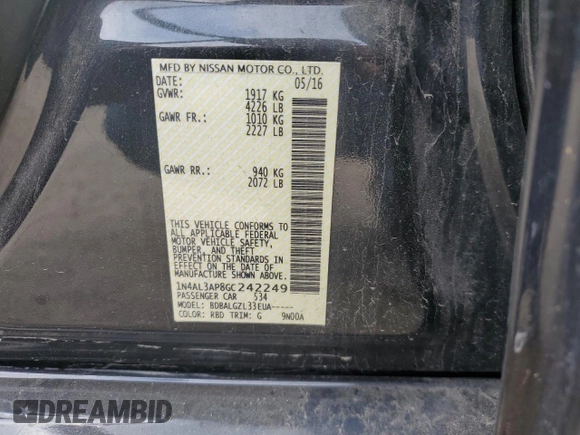 MFD BY NISSAN MOTOR CO., LTD.
DATE: 05/16
GVWR: 1917 KG
4226 LB
GAWR FR.: 1010 KG
2227 LB
GAWR RR.: 940 KG
2072 LB
THIS VEHICLE CONFORMS TO
ALL APPLICABLE FEDERAL
MOTOR VEHICLE SAFETY,
BUMPER, AND THEFT
PREVENTION STANDARDS IN
EFFECT ON THE DATE OF
MANUFACTURE SHOWN ABOVE.
1N4AL3AP8GC242249
PASSENGER CAR 534
MODEL: BDBALGZL33EUA-----
COLOR: RBD TRIM: G 9N00A
DREAMBID